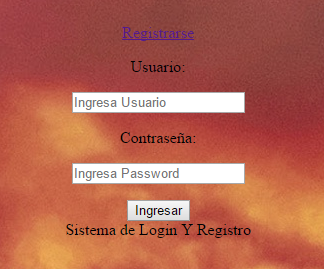 Registrarse
Usuario:
Ingresa Usuario
Contraseña:
Ingresa Password
Ingresar
Sistema de Login Y Registro